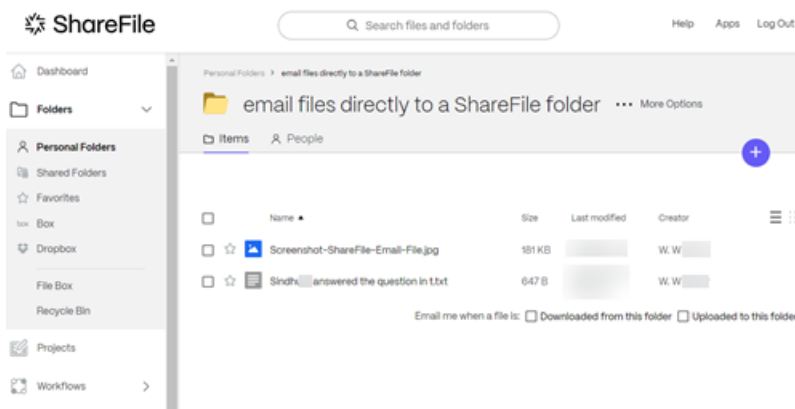 ShareFile
Search files and folders
Help Apps Log Out
Dashboard
Folders
Personal Folders
Shared Folders
Favorites
box Box
Dropbox
File Box
Recycle Bin
Projects
Workflows
Personal Folders > email files directly to a ShareFile folder
email files directly to a ShareFile folder ••• More Options
Items People
+
Name ▲ Size Last modified Creator
Screenshot-ShareFile-Email-File.jpg 181 KB W. W
Sindhu answered the question in t.txt 647 B W. W
Email me when a file is: Downloaded from this folder Uploaded to this folder